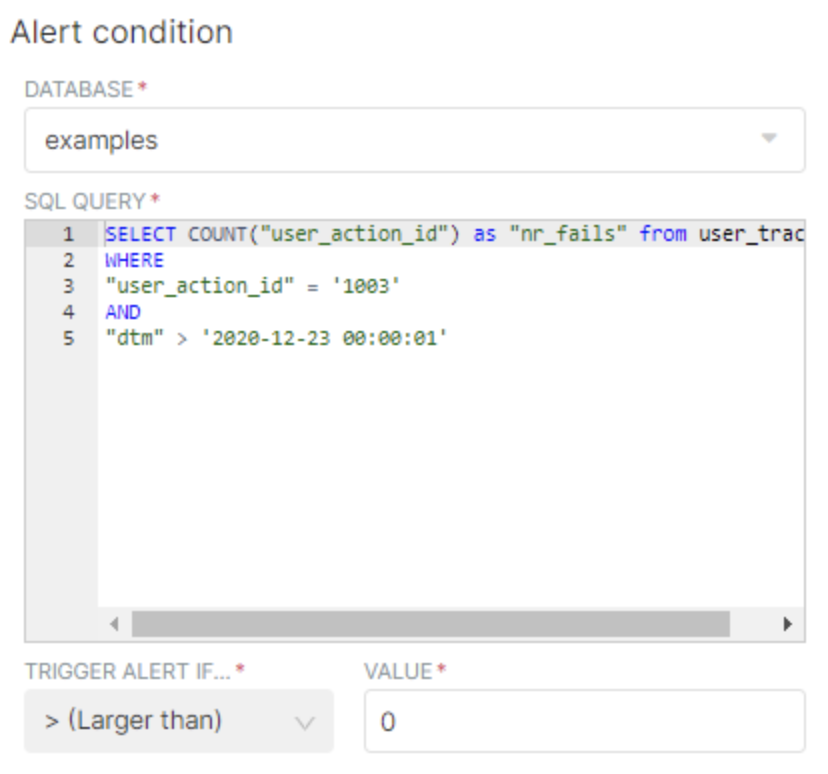 Alert condition
DATABASE *
examples
SQL QUERY *
1 SELECT COUNT("user_action_id") as "nr_fails" from user_trac
2 WHERE
3 "user_action_id" = '1003'
4 AND
5 "dtm" > '2020-12-23 00:00:01'
TRIGGER ALERT IF... * VALUE *
> (Larger than) 0